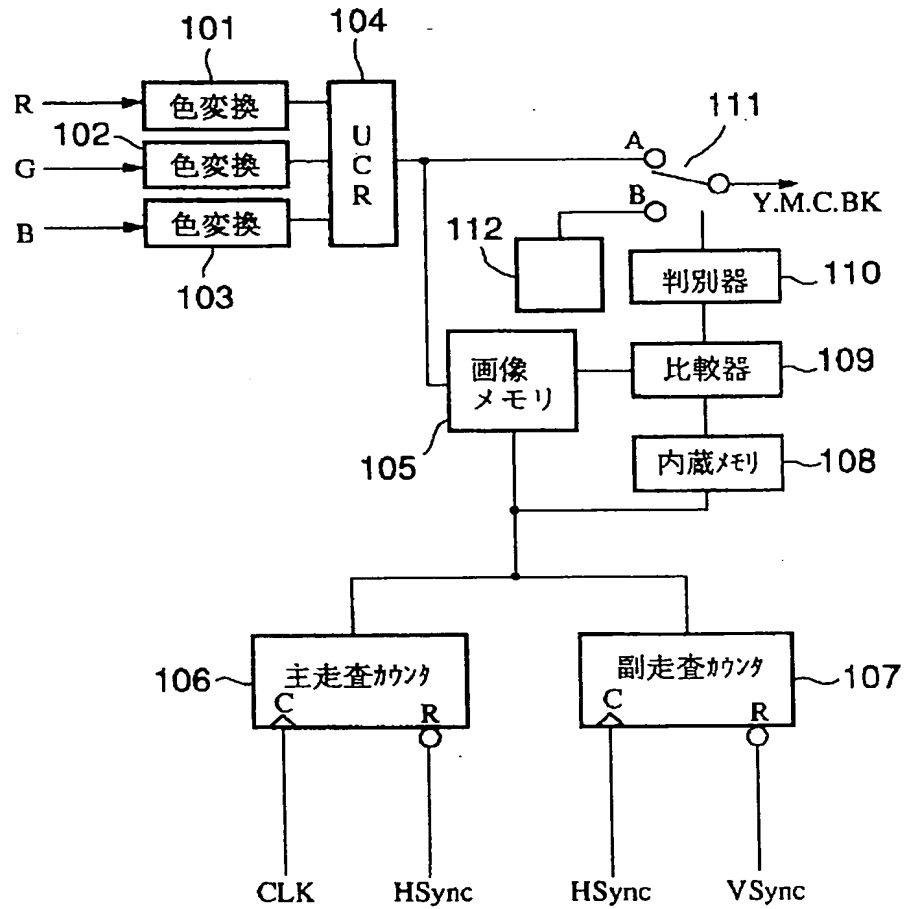 101
104
R
色変換
102
G
色変換
B
色変換
103
UCR
A
111
B
Y.M.C.BK
112
判別器
110
画像
メモリ
105
比較器
109
内蔵メモリ
108
106
主走査カウンタ
C
R
副走査カウンタ
107
C
R
CLK
HSync
HSync
VSync